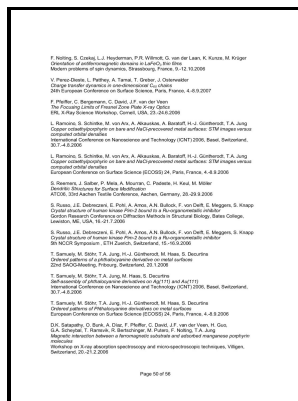 F. Nolting, S. Czekaj, L.J. Heyderman, P.R. Willmott, G. van der Laan, K. Kunze, M. Krüger
Orientation of antiferromagnetic domains in LaFeO3 thin films
Modern problems of spin dynamics, Strasbourg, France, 9.-12.10.2006
V. Perez-Dieste, L. Patthey, A. Tamai, T. Greber, J. Osterwalder
Charge transfer dynamics in one-dimensional C60 chains
24th European Conference on Surface Science, Paris, France, 4.-8.9.2007
F. Pfeiffer, C. Bergemann, C. David, J.F. van der Veen
The Focusing Limits of Fresnel Zone Plate X-ray Optics
ERL X-Ray Science Workshop, Cornell, USA, 23.-24.6.2006
L. Ramoino, S. Schintke, M. von Arx, A. Alkauskas, A. Baratoff, H.-J. Güntherodt, T.A. Jung
Copper octaethylporphyrin on bare and NaCl-precovered metal surfaces: STM images versus
computed orbital densities
International Conference on Nanoscience and Technology (ICNT) 2006, Basel, Switzerland,
30.7.-4.8.2006
L. Ramoino, S. Schintke, M. von Arx, A. Alkauskas, A. Baratoff, H.-J. Güntherodt, T.A. Jung
Copper octaethylporphyrin on bare and NaCl-precovered metal surfaces: STM images versus
computed orbital densities
European Conference on Surface Science (ECOSS) 24, Paris, France, 4.-8.9.2006
S. Reemers, J. Salber, P. Mela, A. Mourran, C. Padeste, H. Keul, M. Möller
Dendritic Structures for Surface Modification
ATC06, 33rd Aachen Textile Conference, Aachen, Germany, 28.-29.9.2006
S. Russo, J.E. Debreczeni, E. Pohl, A. Amos, A.N. Bullock, F. von Delft, E. Meggers, S. Knapp
Crystal structure of human kinase Pim-2 bound to a Ru-organometallic inhibitor
Gordon Research Conference on Diffraction Methods in Structural Biology, Bates College,
Lewiston, ME, USA, 16.-21.7.2006
S. Russo, J.E. Debreczeni, E. Pohl, A. Amos, A.N. Bullock, F. von Delft, E. Meggers, S. Knapp
Crystal structure of human kinase Pim-2 bound to a Ru-organometallic inhibitor
9th NCCR Symposium , ETH Zuerich, Switzerland, 15.-16.9.2006
T. Samuely, M. Stöhr, T.A. Jung, H.-J. Güntherodt, M. Haas, S. Decurtins
Ordered patterns of a phthalocyanine derivative on metal surfaces
22nd SAOG-Meeting, Fribourg, Switzerland, 20.1.2006
T. Samuely, M. Stöhr, T.A. Jung, M. Haas, S. Decurtins
Self-assembly of phthalocyanine derivatives on Ag(111) and Au(111)
International Conference on Nanoscience and Technology (ICNT) 2006, Basel, Switzerland,
30.7.-4.8.2006
T. Samuely, M. Stöhr, T.A. Jung, H.-J. Güntherodt, M. Haas, S. Decurtins
Ordered patterns of Phthalocyanine derivatives on metal surfaces
European Conference on Surface (ECOSS) 24, Paris, France, 4.-8.9.2006
D.K. Satapathy, O. Bunk, A. Diaz, F. Pfeiffer, C. David, J.F. van der Veen, H. Guo,
G.A. Scheybal, T. Ramsvik, R. Bertschinger, M. Putero, F. Nolting, T.A. Jung
Magnetic interaction between a ferromagnetic substrate and adsorbed manganese porphyrin
molecules
Workshop on X-ray absorption spectroscopy and micro-spectroscopic techniques, Villigen,
Switzerland, 20.-21.2.2006
Page 50 of 56